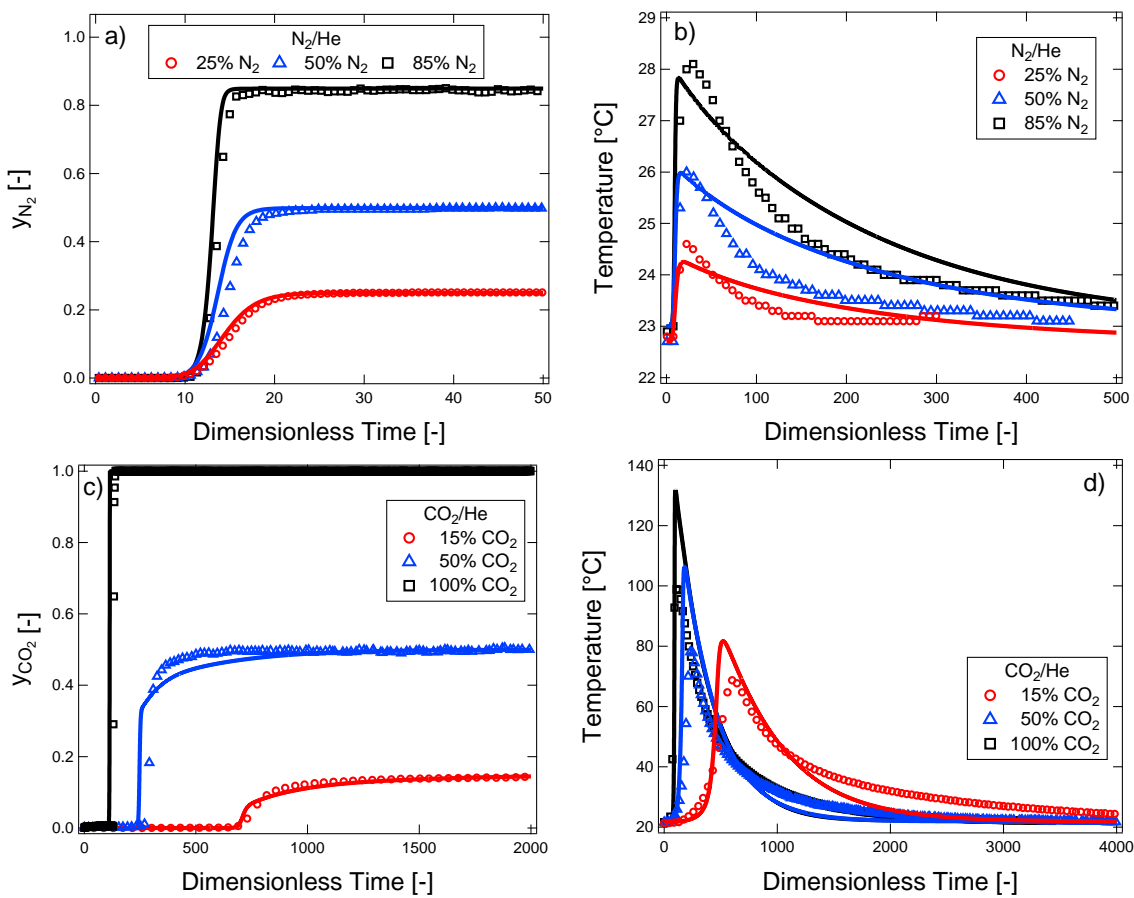 a)
N₂/He
25% N₂ 50% N₂ 85% N₂
1.0
0.8
0.6
0.4
0.2
0.0
y_N₂ [-]
0 10 20 30 40 50
Dimensionless Time [-]
b)
N₂/He
25% N₂
50% N₂
85% N₂
29
28
27
26
25
24
23
22
Temperature [°C]
0 100 200 300 400 500
Dimensionless Time [-]
c)
CO₂/He
15% CO₂
50% CO₂
100% CO₂
1.0
0.8
0.6
0.4
0.2
0.0
y_CO₂ [-]
0 500 1000 1500 2000
Dimensionless Time [-]
d)
CO₂/He
15% CO₂
50% CO₂
100% CO₂
140
120
100
80
60
40
20
Temperature [°C]
0 1000 2000 3000 4000
Dimensionless Time [-]